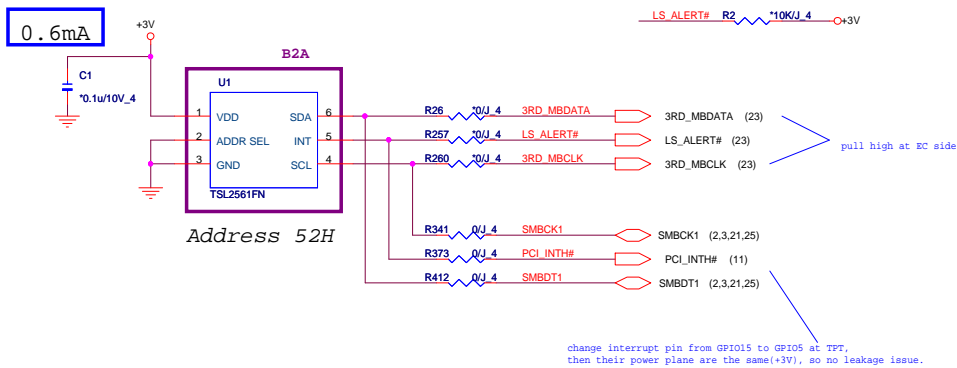 0.6mA
+3V
LS_ALERT# R2 *10K/J_4 +3V
C1
*0.1u/10V_4
B2A
U1
1 VDD SDA 6
2 ADDR SEL INT 5
3 GND SCL 4
TSL2561FN
Address 52H
R26 *0/J_4 3RD_MBDATA 3RD_MBDATA (23)
R257 *0/J_4 LS_ALERT# LS_ALERT# (23)
R260 *0/J_4 3RD_MBCLK 3RD_MBCLK (23)
pull high at EC side
R341 0/J_4 SMBCK1 SMBCK1 (2,3,21,25)
R373 0/J_4 PCI_INTH# PCI_INTH# (11)
R412 0/J_4 SMBDT1 SMBDT1 (2,3,21,25)
change interrupt pin from GPIO15 to GPIO5 at TPT,
then their power plane are the same(+3V), so no leakage issue.